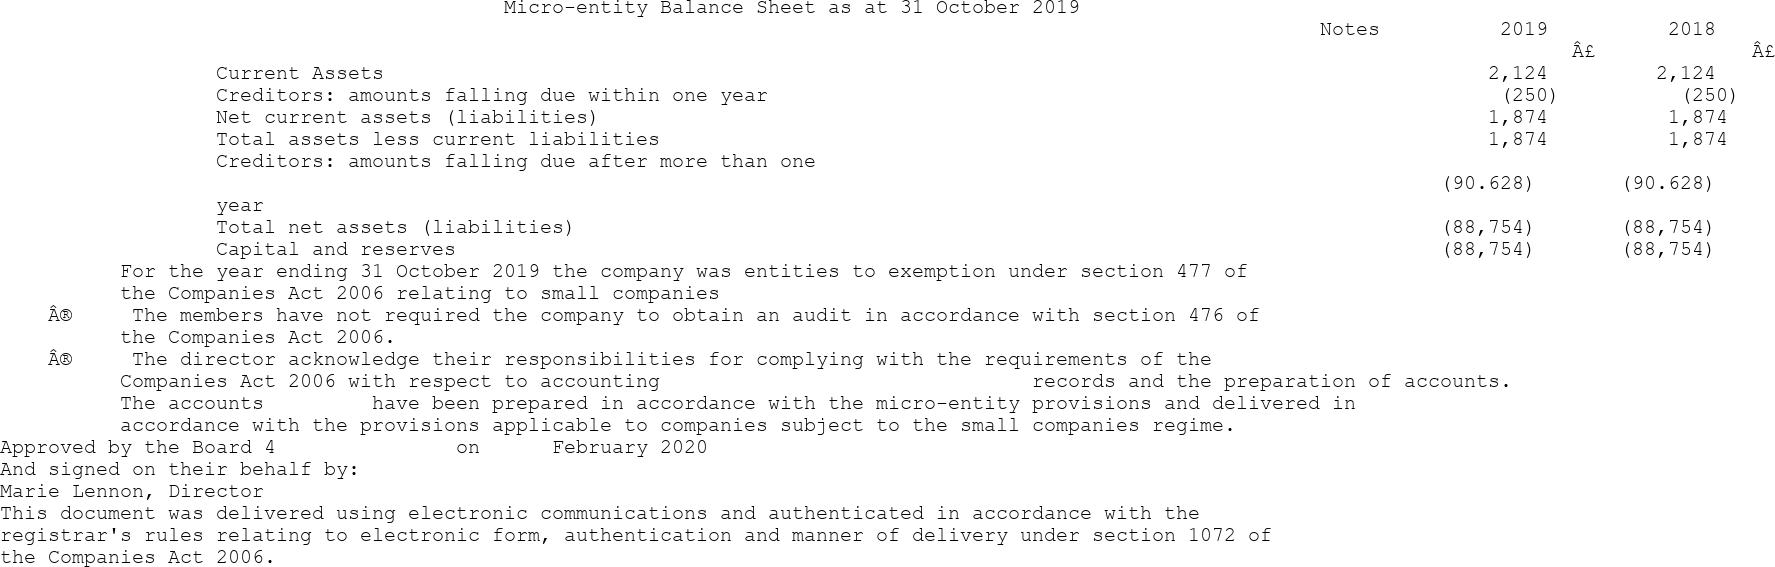 Micro-entity Balance Sheet as at 31 October 2019
Notes 2019 2018
Â£ Â£
Current Assets 2,124 2,124
Creditors: amounts falling due within one year (250) (250)
Net current assets (liabilities) 1,874 1,874
Total assets less current liabilities 1,874 1,874
Creditors: amounts falling due after more than one
(90.628) (90.628)
year
Total net assets (liabilities) (88,754) (88,754)
Capital and reserves (88,754) (88,754)
For the year ending 31 October 2019 the company was entities to exemption under section 477 of
the Companies Act 2006 relating to small companies
Â® The members have not required the company to obtain an audit in accordance with section 476 of
the Companies Act 2006.
Â® The director acknowledge their responsibilities for complying with the requirements of the
Companies Act 2006 with respect to accounting records and the preparation of accounts.
The accounts have been prepared in accordance with the micro-entity provisions and delivered in
accordance with the provisions applicable to companies subject to the small companies regime.
Approved by the Board 4 on February 2020
And signed on their behalf by:
Marie Lennon, Director
This document was delivered using electronic communications and authenticated in accordance with the
registrar's rules relating to electronic form, authentication and manner of delivery under section 1072 of
the Companies Act 2006.